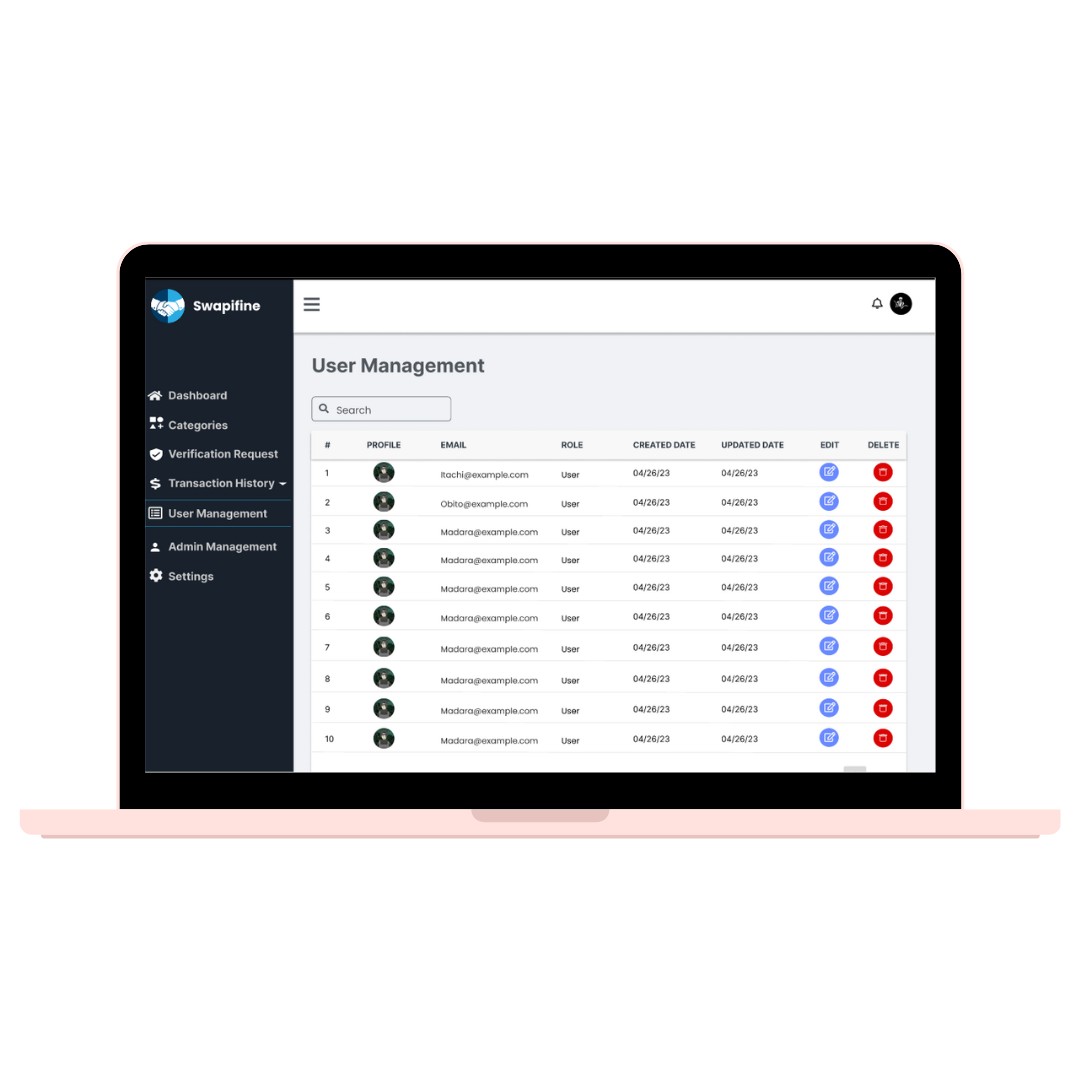 Swapifine
Dashboard
Categories
Verification Request
Transaction History
User Management
Admin Management
Settings
User Management
Search
# PROFILE EMAIL ROLE CREATED DATE UPDATED DATE EDIT DELETE
1 Itachi@example.com User 04/26/23 04/26/23
2 Obito@example.com User 04/26/23 04/26/23
3 Madara@example.com User 04/26/23 04/26/23
4 Madara@example.com User 04/26/23 04/26/23
5 Madara@example.com User 04/26/23 04/26/23
6 Madara@example.com User 04/26/23 04/26/23
7 Madara@example.com User 04/26/23 04/26/23
8 Madara@example.com User 04/26/23 04/26/23
9 Madara@example.com User 04/26/23 04/26/23
10 Madara@example.com User 04/26/23 04/26/23